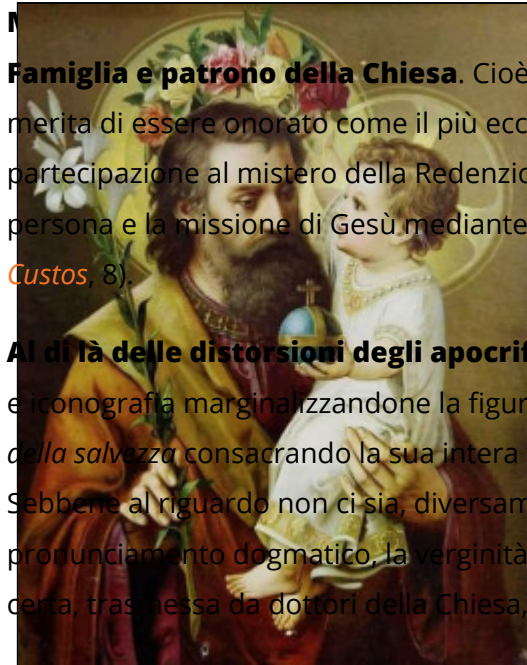 Famiglia e patrono della Chiesa. Cioè
merita di essere onorato come il più ecc
partecipazione al mistero della Redenzio
persona e la missione di Gesù mediante
Custos, 8).
Al di là delle distorsioni degli apocrif
e iconografia marginalizzandone la figur
della salvezza consacrando la sua intera
Sebbene al riguardo non ci sia, diversam
pronunciamento dogmatico, la verginità
certa, trasmessa da dottori della Chiesa,